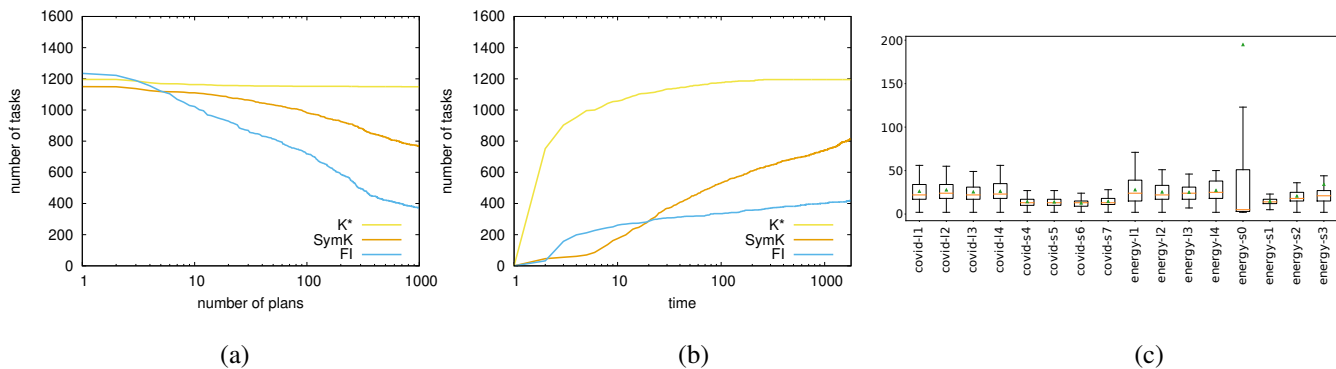 1600
1400
1200
1000
800
600
400
200
0
number of tasks
K*
SymK
FI
1
10
100
1000
number of plans
(a)
1600
1400
1200
1000
800
600
400
200
0
number of tasks
K*
SymK
FI
1
10
100
1000
time
(b)
200
150
100
50
0
covid-l1
covid-l2
covid-l3
covid-l4
covid-s4
covid-s5
covid-s6
covid-s7
energy-l1
energy-l2
energy-l3
energy-l4
energy-s0
energy-s1
energy-s2
energy-s3
(c)